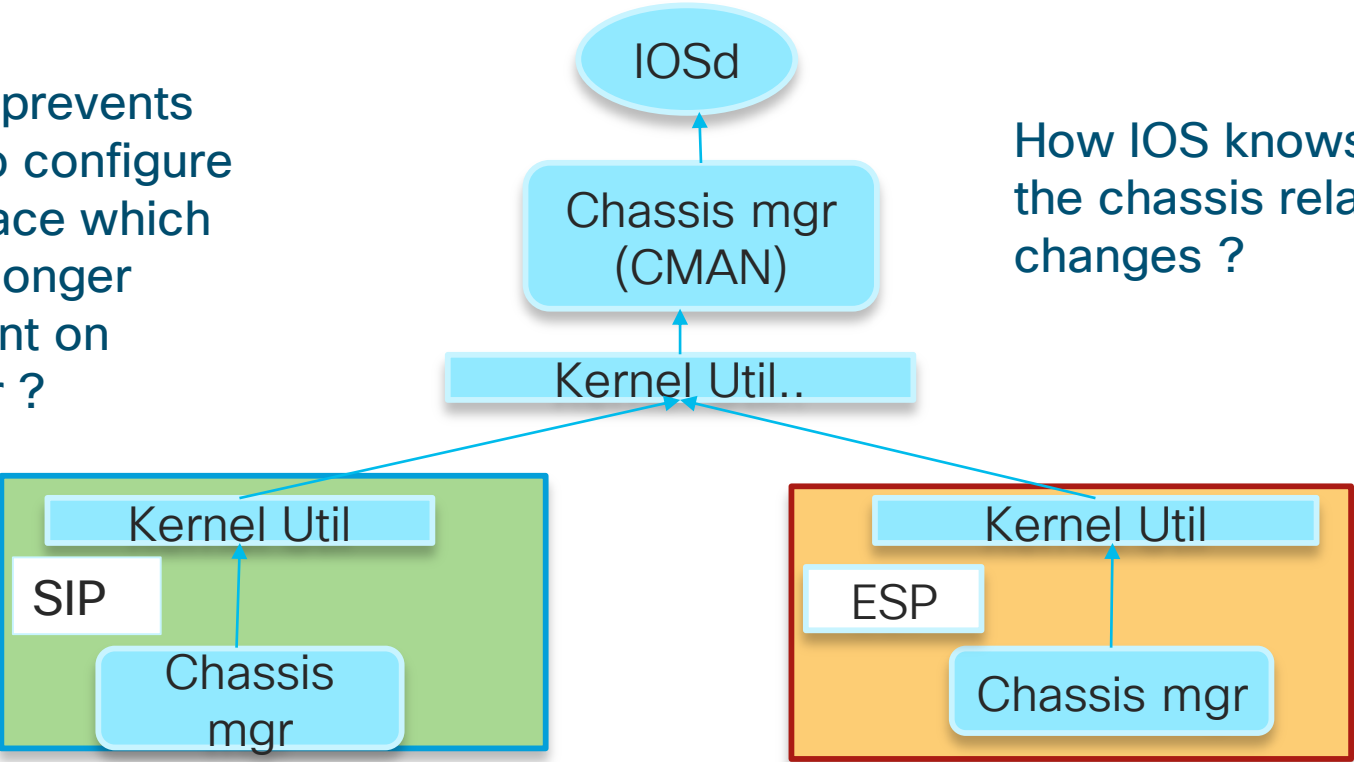 IOSd
prevents
configure
ace which
longer
nt on
?
How IOS knows
the chassis rela
changes ?
Chassis mgr
(CMAN)
Kernel Util..
Kernel Util
SIP
Chassis
mgr
Kernel Util
ESP
Chassis mgr